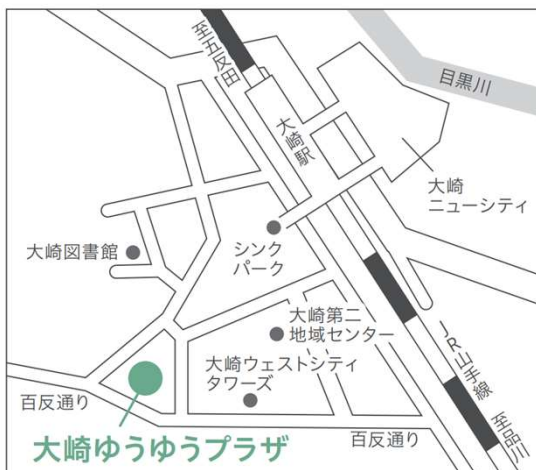 至五反田
目黒川
大崎駅
大崎
ニューシティ
大崎図書館
シンク
パーク
大崎第二
地域センター
大崎ウェストシティ
タワーズ
JR山手線 至品川
百反通り
大崎ゆうゆうプラザ
百反通り